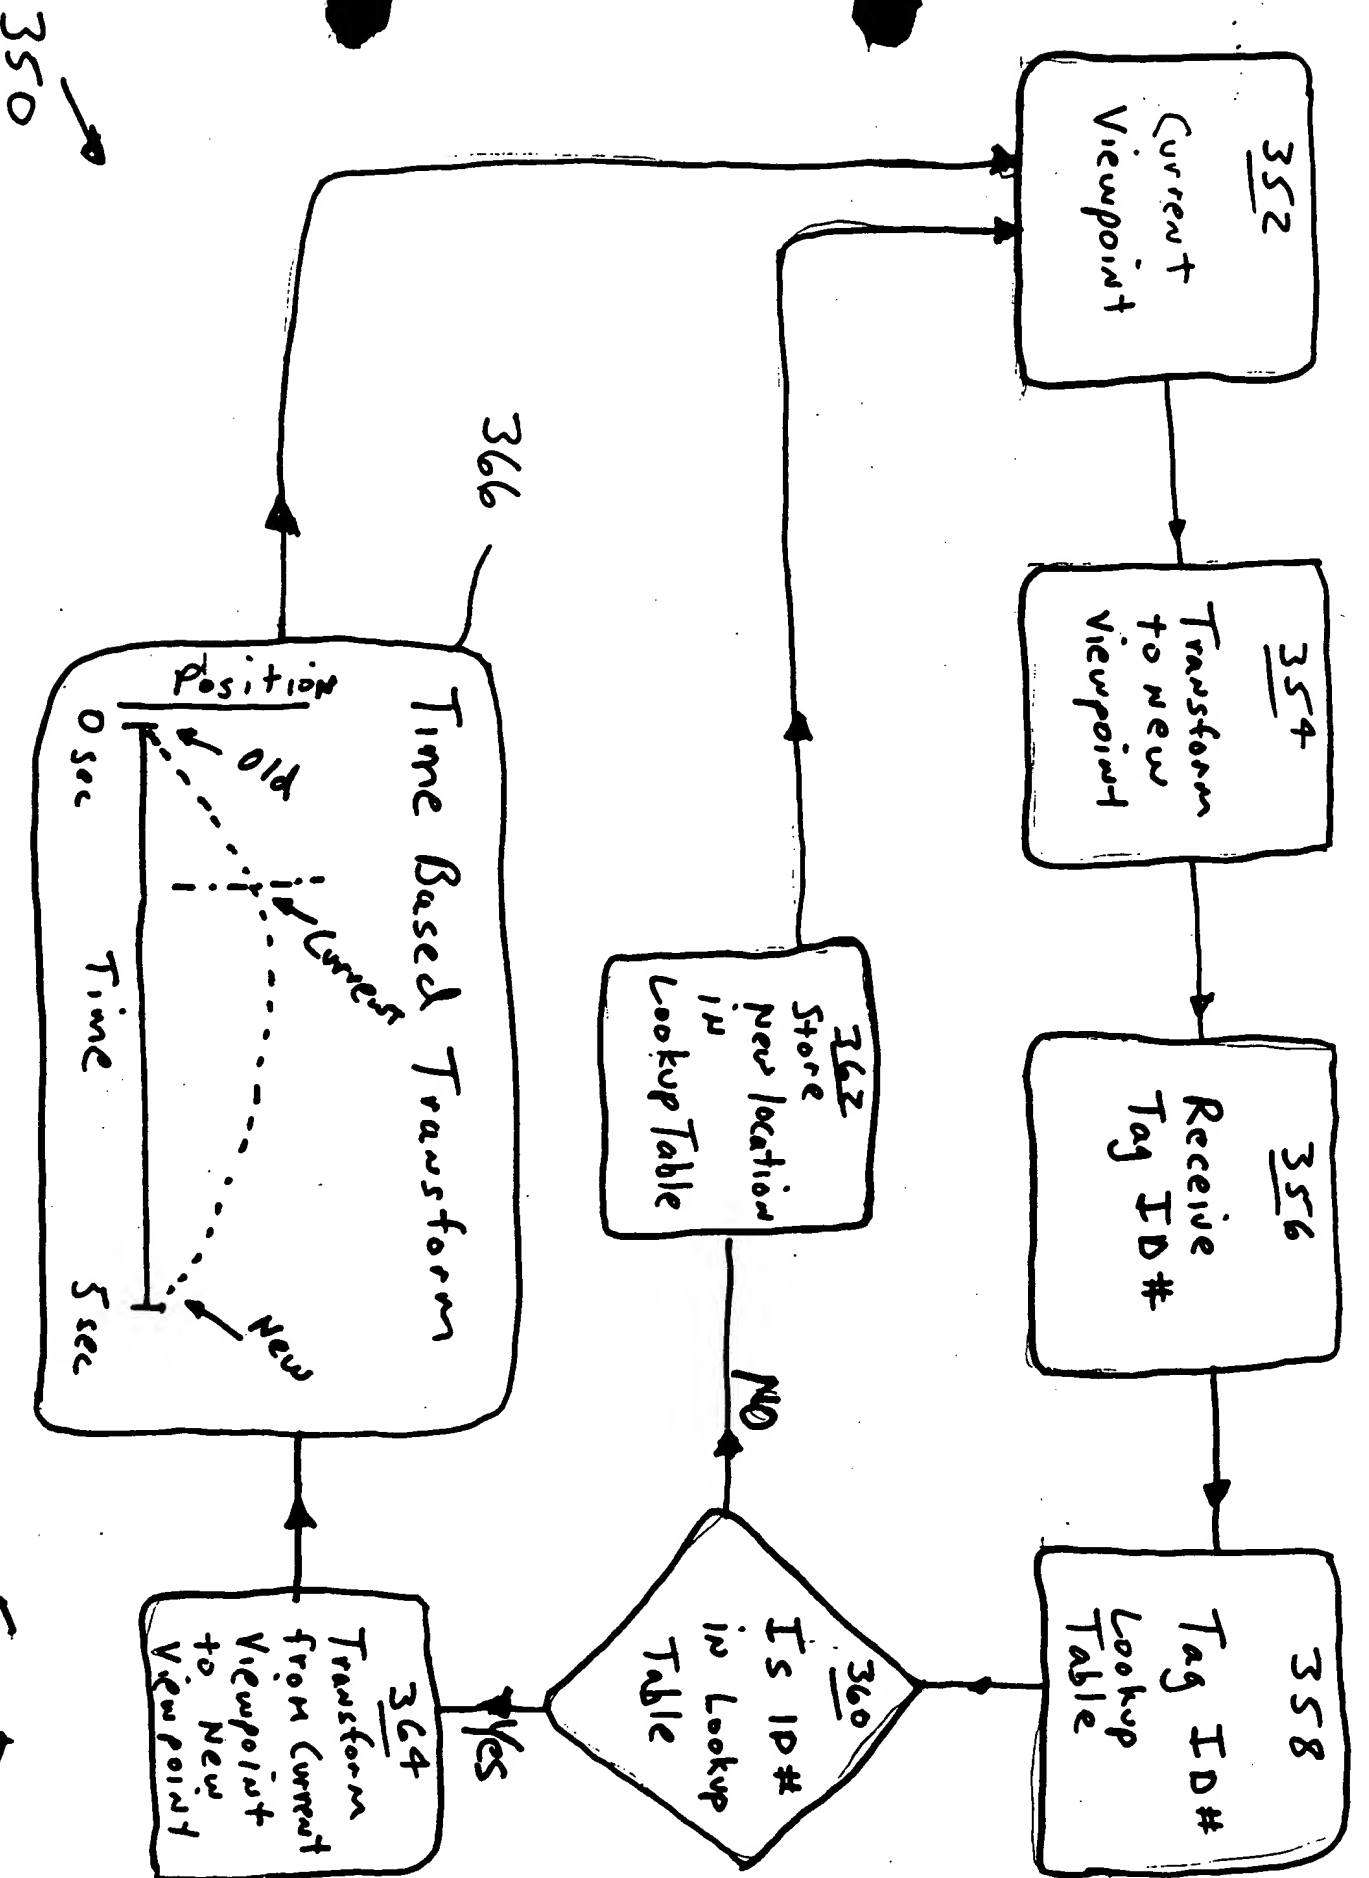 350
352
Current
Viewpoint
354
Transform
to New
Viewpoint
356
Receive
Tag ID#
358
Tag ID#
Lookup
Table
360
Is ID#
in Lookup
Table
NO
Yes
362
Store
New location
IN
Lookup Table
364
Transform
from Current
Viewpoint
to New
Viewpoint
366
Time Based Transform
Position
Old
Current
New
0 sec
Time
5 sec